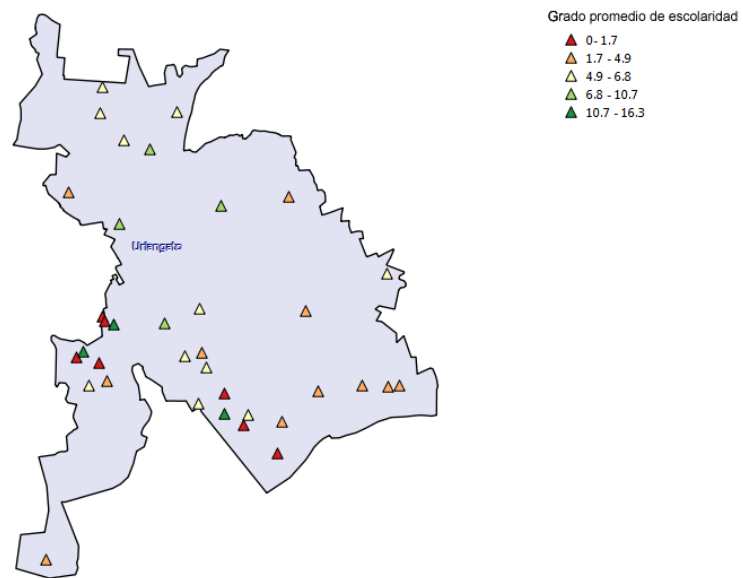 Grado promedio de escolaridad
0- 1.7
1.7 - 4.9
4.9 - 6.8
6.8 - 10.7
10.7 - 16.3
Uriangato